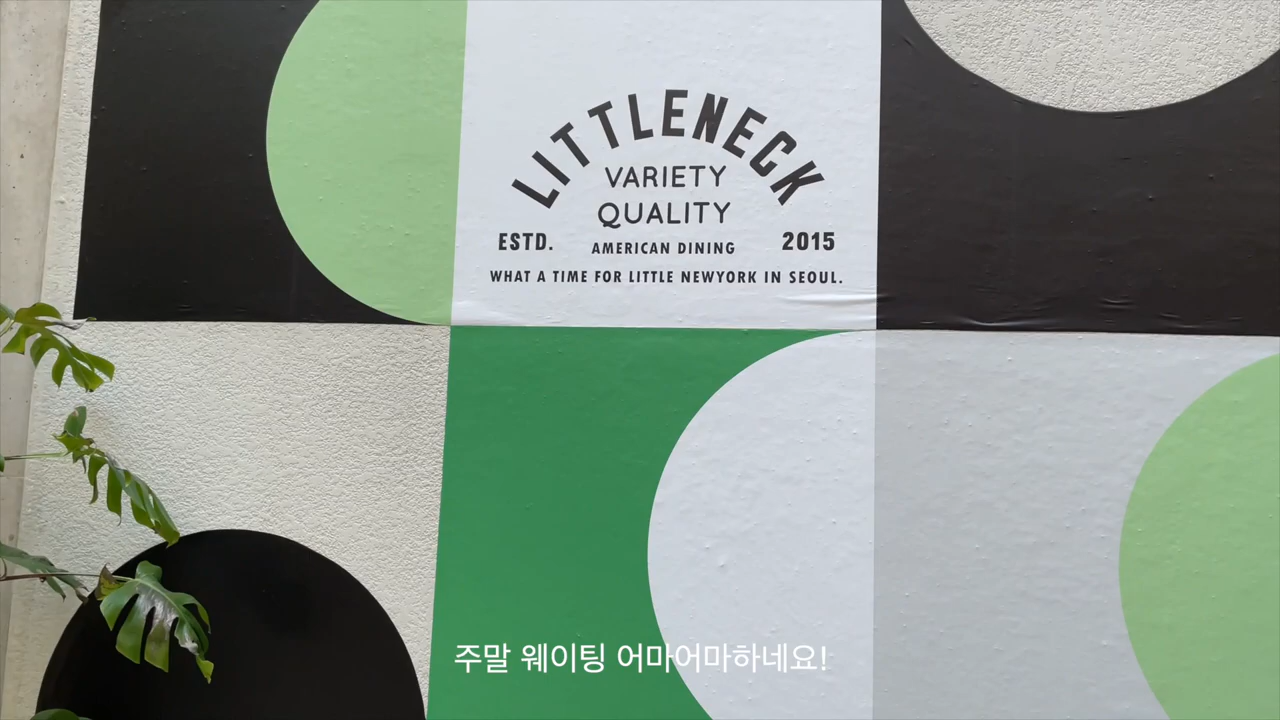 LITTLENECK
VARIETY
QUALITY
ESTD. AMERICAN DINING 2015
WHAT A TIME FOR LITTLE NEWYORK IN SEOUL.
주말 웨이팅 어마어마하네요!